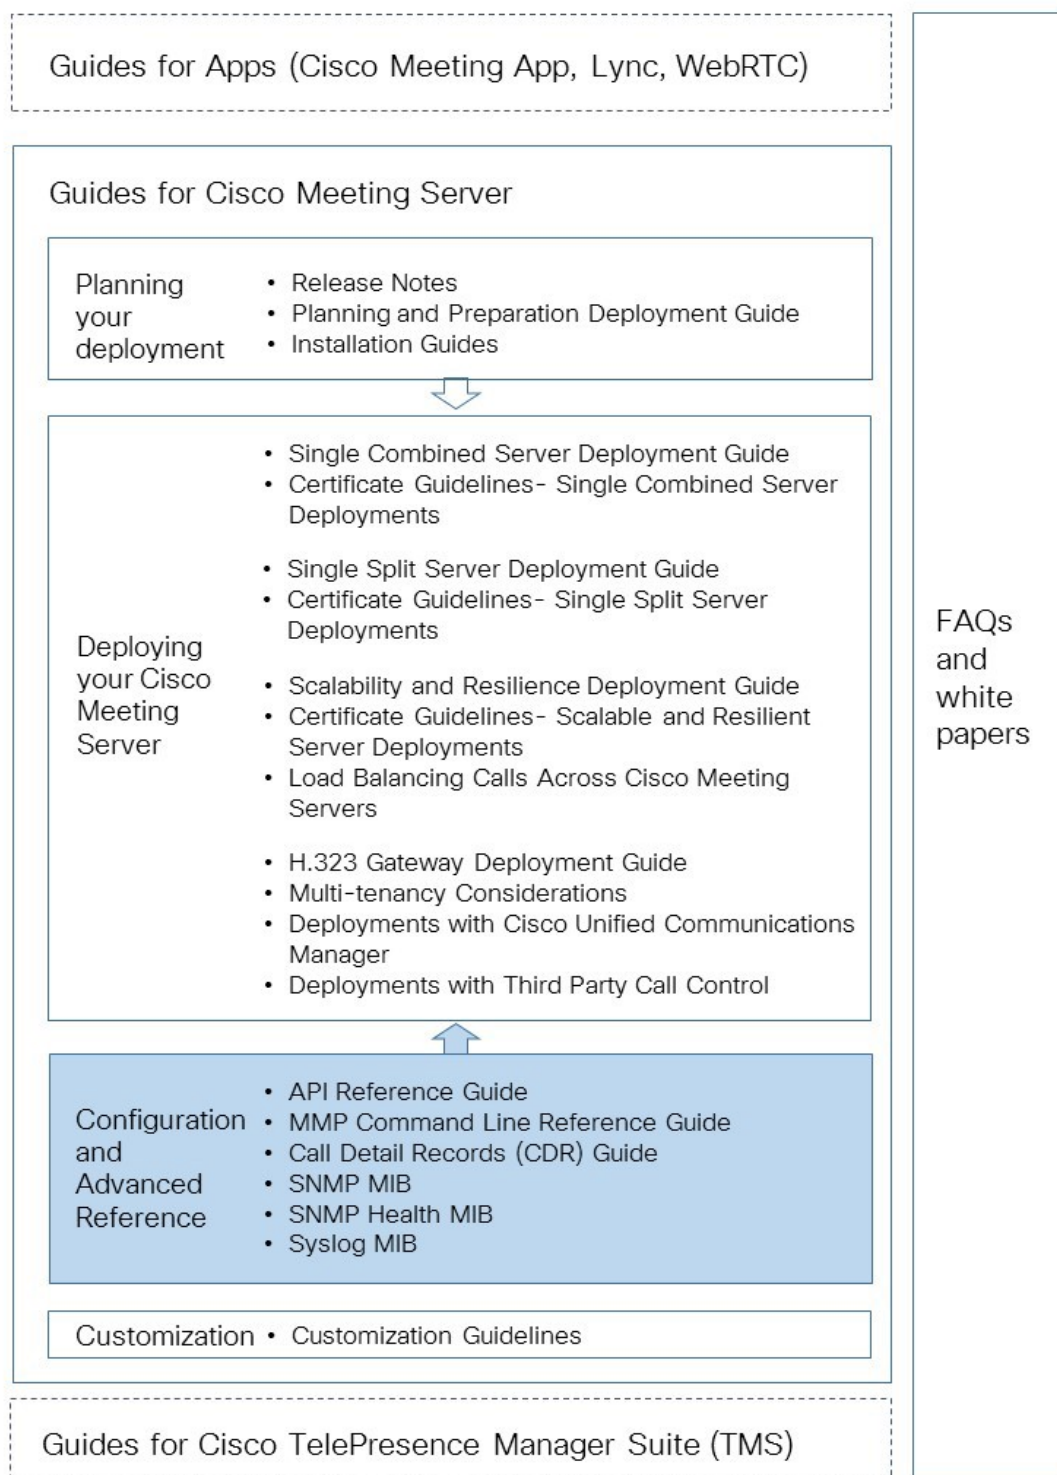 Guides for Apps (Cisco Meeting App, Lync, WebRTC)
Guides for Cisco Meeting Server
Planning
your
deployment
• Release Notes
• Planning and Preparation Deployment Guide
• Installation Guides
Deploying
your Cisco
Meeting
Server
• Single Combined Server Deployment Guide
• Certificate Guidelines- Single Combined Server
Deployments
• Single Split Server Deployment Guide
• Certificate Guidelines- Single Split Server
Deployments
• Scalability and Resilience Deployment Guide
• Certificate Guidelines- Scalable and Resilient
Server Deployments
• Load Balancing Calls Across Cisco Meeting
Servers
• H.323 Gateway Deployment Guide
• Multi-tenancy Considerations
• Deployments with Cisco Unified Communications
Manager
• Deployments with Third Party Call Control
Configuration
and
Advanced
Reference
• API Reference Guide
• MMP Command Line Reference Guide
• Call Detail Records (CDR) Guide
• SNMP MIB
• SNMP Health MIB
• Syslog MIB
Customization • Customization Guidelines
Guides for Cisco TelePresence Manager Suite (TMS)
FAQs
and
white
papers